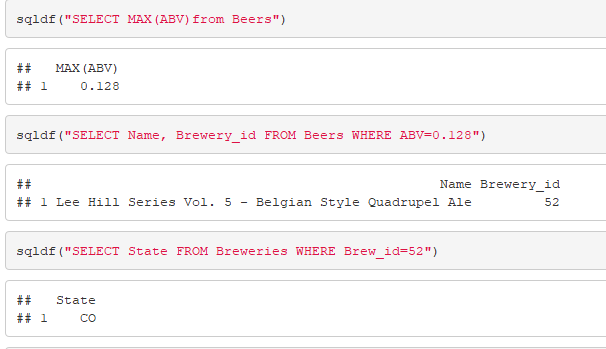 sqldf("SELECT MAX(ABV)from Beers")
##   MAX(ABV)
## 1    0.128
sqldf("SELECT Name, Brewery_id FROM Beers WHERE ABV=0.128")
##                                                      Name Brewery_id
## 1 Lee Hill Series Vol. 5 - Belgian Style Quadrupel Ale         52
sqldf("SELECT State FROM Breweries WHERE Brew_id=52")
##   State
## 1    CO